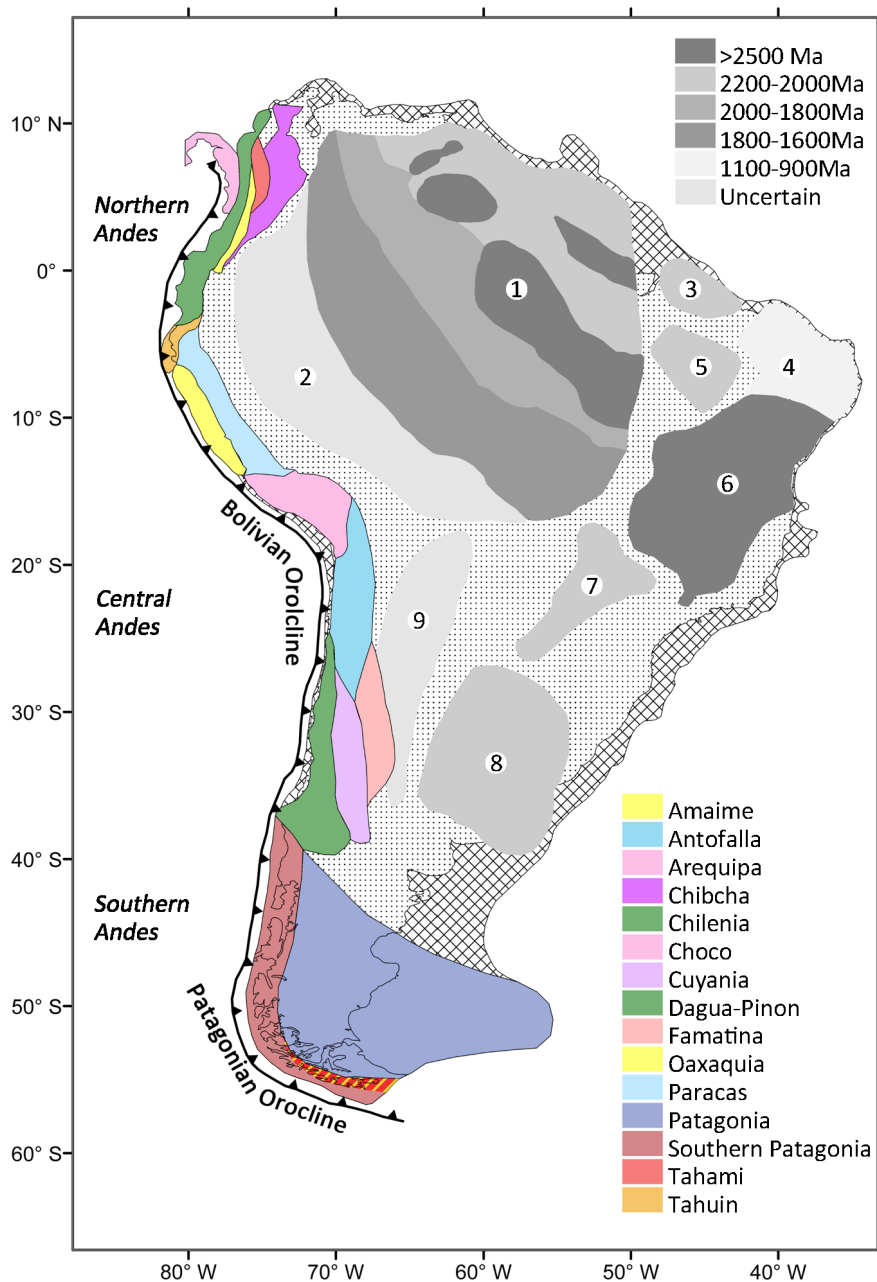 >2500 Ma
2200-2000Ma
2000-1800Ma
1800-1600Ma
1100-900Ma
Uncertain
10° N
0°
10° S
20° S
30° S
40° S
50° S
60° S
Northern
Andes
Central
Andes
Southern
Andes
Bolivian Orolcline
Patagonian Orocline
1
2
3
4
5
6
7
8
9
Amaime
Antofalla
Arequipa
Chibcha
Chilenia
Choco
Cuyania
Dagua-Pinon
Famatina
Oaxaquia
Paracas
Patagonia
Southern Patagonia
Tahami
Tahuin
80° W
70° W
60° W
50° W
40° W